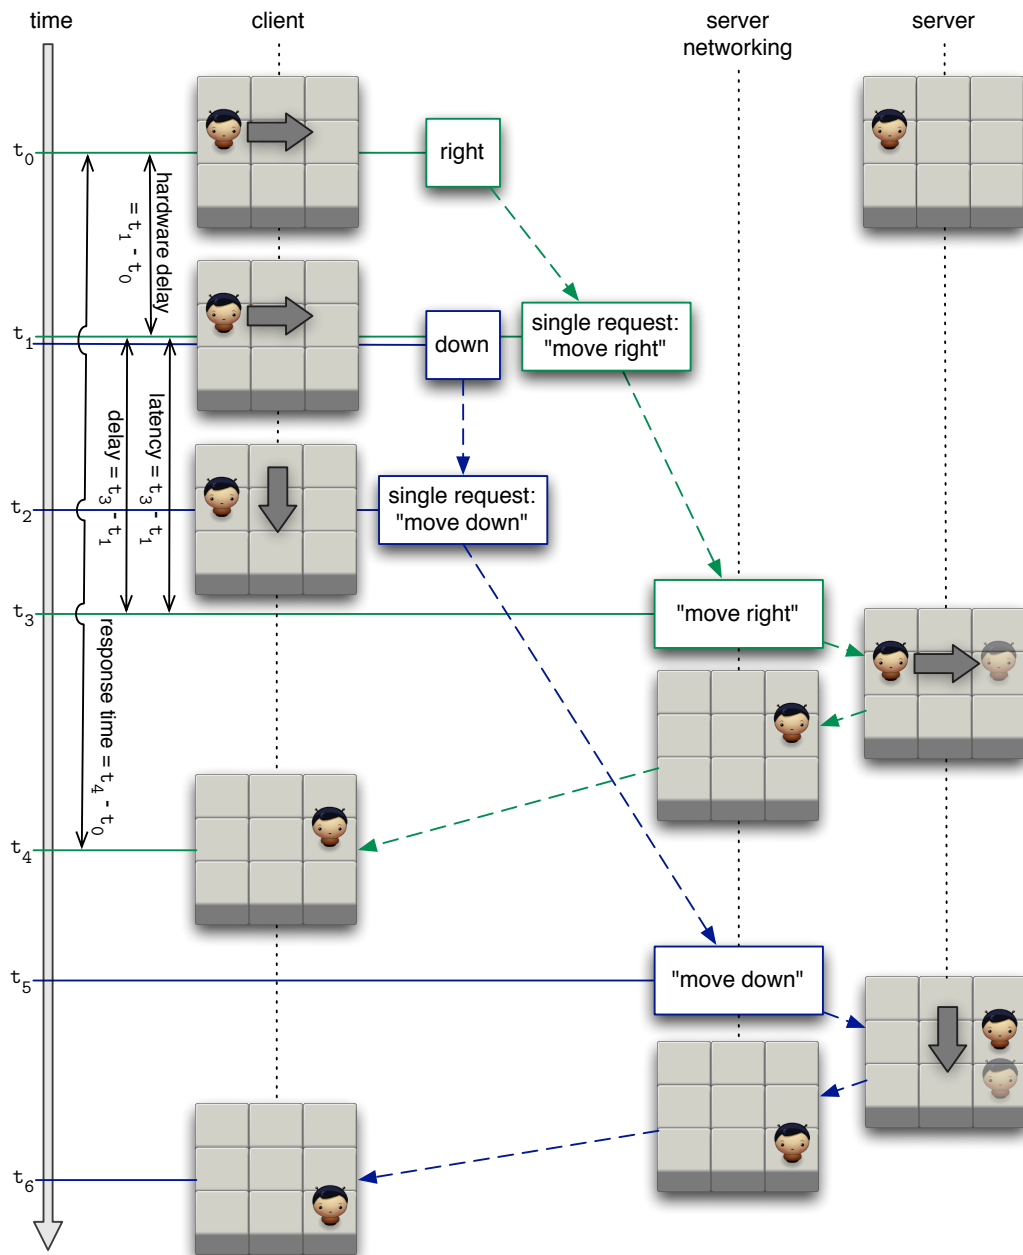 time
client
server
networking
server
t0
right
hardware delay
= t1 - t0
t1
down
single request:
"move right"
delay = t3 - t1
latency = t3 - t1
t2
single request:
"move down"
t3
"move right"
response time = t4 - t0
t4
t5
"move down"
t6